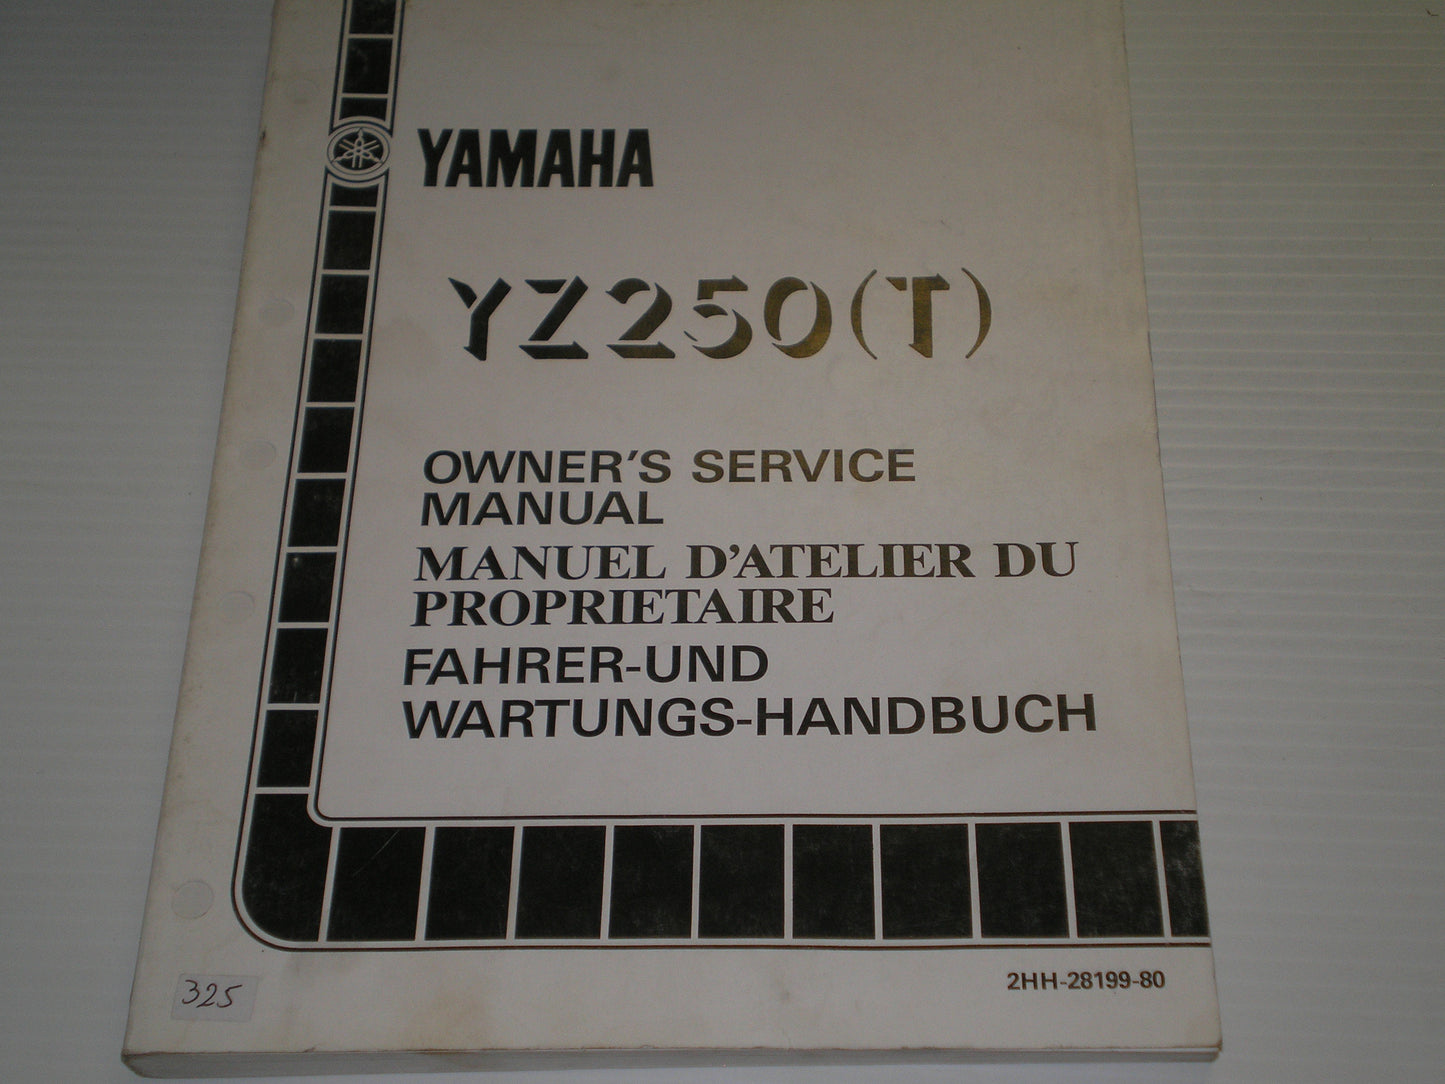 YAMAHA
YZ250(T)
OWNER'S SERVICE
MANUAL
MANUEL D'ATELIER DU
PROPRIETAIRE
FAHRER-UND
WARTUNGS-HANDBUCH
2HH-28199-80
325